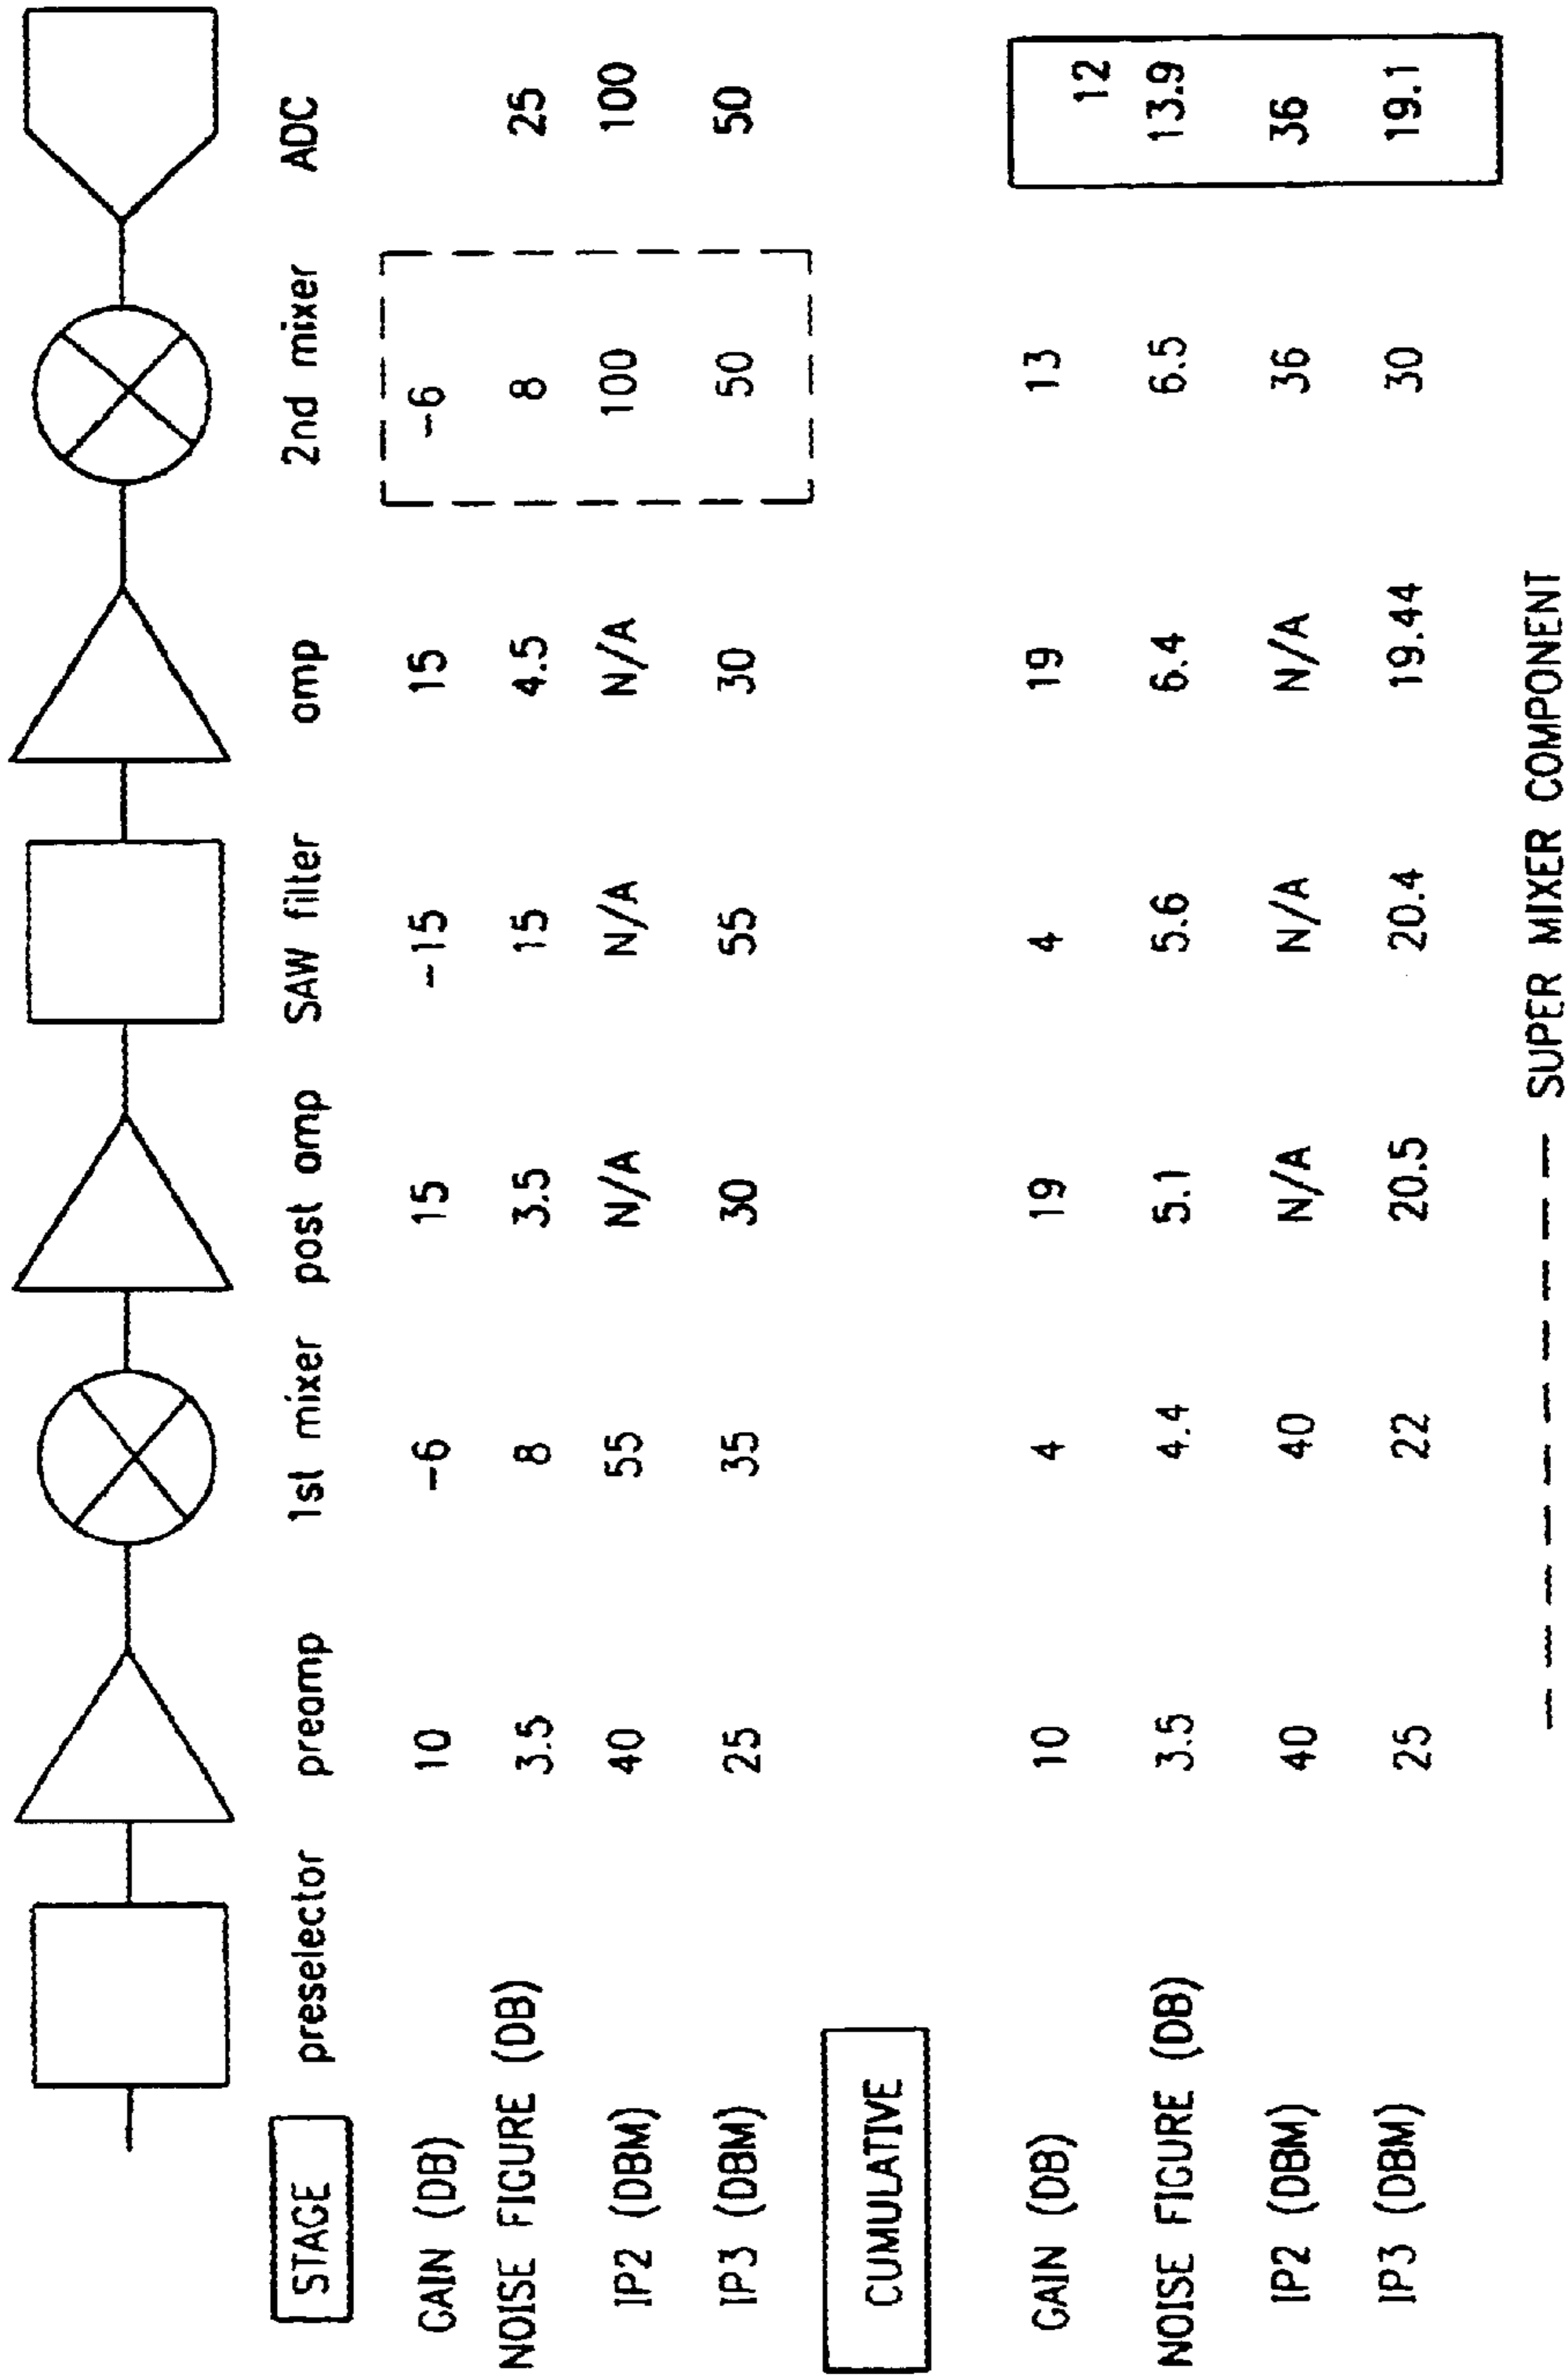 STAGE preselector preamp 1st mixer post amp SAW filter amp 2nd mixer ADC
GAIN (DB) 10 -6 15 -15 15 -6
NOISE FIGURE (DB) 3.5 8 3.5 15 4.5 8 25
IP2 (DBM) 40 55 N/A N/A N/A 100 100
IP3 (DBM) 25 35 30 55 30 50 50
CUMULATIVE
GAIN (DB) 10 4 19 4 19 13 12
NOISE FIGURE (DB) 3.5 4.4 5.1 5.6 6.4 6.5 13.9
IP2 (DBM) 40 40 N/A N/A N/A 36 36
IP3 (DBM) 25 22 20.5 20.4 19.44 30 19.1
SUPER MIXER COMPONENT